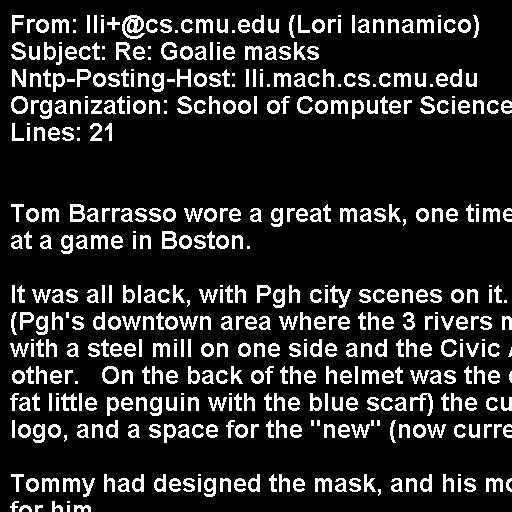 From: lli+@cs.cmu.edu (Lori Iannamico)
Subject: Re: Goalie masks
Nntp-Posting-Host: lli.mach.cs.cmu.edu
Organization: School of Computer Science
Lines: 21
Tom Barrasso wore a great mask, one time
at a game in Boston.
It was all black, with Pgh city scenes on it.
(Pgh's downtown area where the 3 rivers
with a steel mill on one side and the Civic
other. On the back of the helmet was the
fat little penguin with the blue scarf) the
logo, and a space for the "new" (now
Tommy had designed the mask, and his
for him